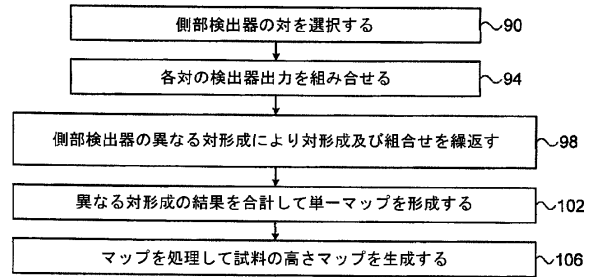 側部検出器の対を選択する 90
各対の検出器出力を組み合せる 94
側部検出器の異なる対形成により対形成及び組合せを繰返す 98
異なる対形成の結果を合計して単一マップを形成する 102
マップを処理して試料の高さマップを生成する 106